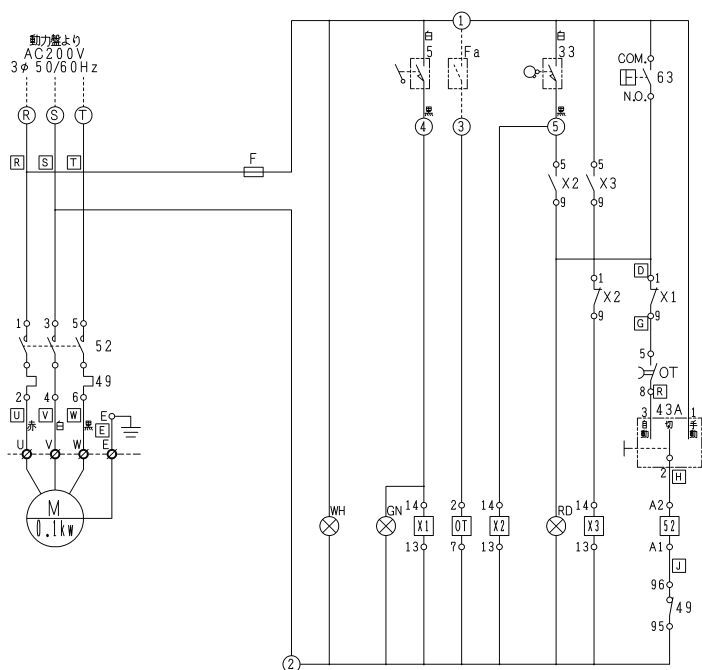 動力盤より
AC200V
3φ 50/60Hz
R S T
R S T
F
1
白
5
黒
4
Fa
3
白
33
黒
5
COM.
63
N.O.
5
X2
9
5
X3
9
1
X2
9
D
1
X1
9
G
5
OT
8
R
43A
3
1
自動
切
手動
2
H
1 3 5
52
49
2 4 6
U V W
赤 白 黒
E
E
U V W E
M
0.1kw
WH
GN
14
X1
13
2
OT
7
14
X2
13
RD
14
X3
13
A2
52
A1
J
96
49
95
2